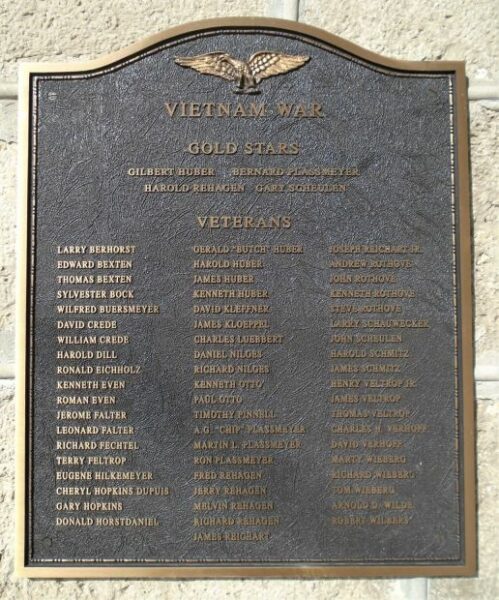 VIETNAM WAR
GOLD STARS
GILBERT HUBER BERNARD PLASSMEYER
HAROLD REHAGEN GARY SCHEULEN
VETERANS
LARRY BERHORST
EDWARD BEXTEN
THOMAS BEXTEN
SYLVESTER BOCK
WILFRED BUERSMEYER
DAVID CREDE
WILLIAM CREDE
HAROLD DILL
RONALD EICHHOLZ
KENNETH EVEN
ROMAN EVEN
JEROME FALTER
LEONARD FALTER
RICHARD FECHTEL
TERRY FELTROP
EUGENE HILKEMEYER
CHERYL HOPKINS DUPUIS
GARY HOPKINS
DONALD HORSTDANIEL
GERALD "BUTCH" HUBER
HAROLD HUBER
JAMES HUBER
KENNETH HUBER
DAVID KLEFFNER
JAMES KLOEPPEL
CHARLES LUEBBERT
DANIEL NILGES
RICHARD NILGES
KENNETH OTTO
PAUL OTTO
TIMOTHY PINNELL
A.G. "CHIP" PLASSMEYER
MARTIN L. PLASSMEYER
RON PLASSMEYER
FRED REHAGEN
JERRY REHAGEN
MELVIN REHAGEN
RICHARD REHAGEN
JAMES REICHART
JOSEPH REICHART JR.
ANDREW ROTHOVE
JOHN ROTHOVE
KENNETH ROTHOVE
STEVE ROTHOVE
LARRY SCHAUWECKER
JOHN SCHEULEN
HAROLD SCHMITZ
JAMES SCHMITZ
HENRY VELTROP JR.
JAMES VELTROP
THOMAS VELTROP
CHARLES H. VERHOFF
DAVID VERHOFF
MARTY WIEBERG
RICHARD WIEBERG
TOM WIEBERG
ARNOLD D. WILDE
ROBERT WILBERS